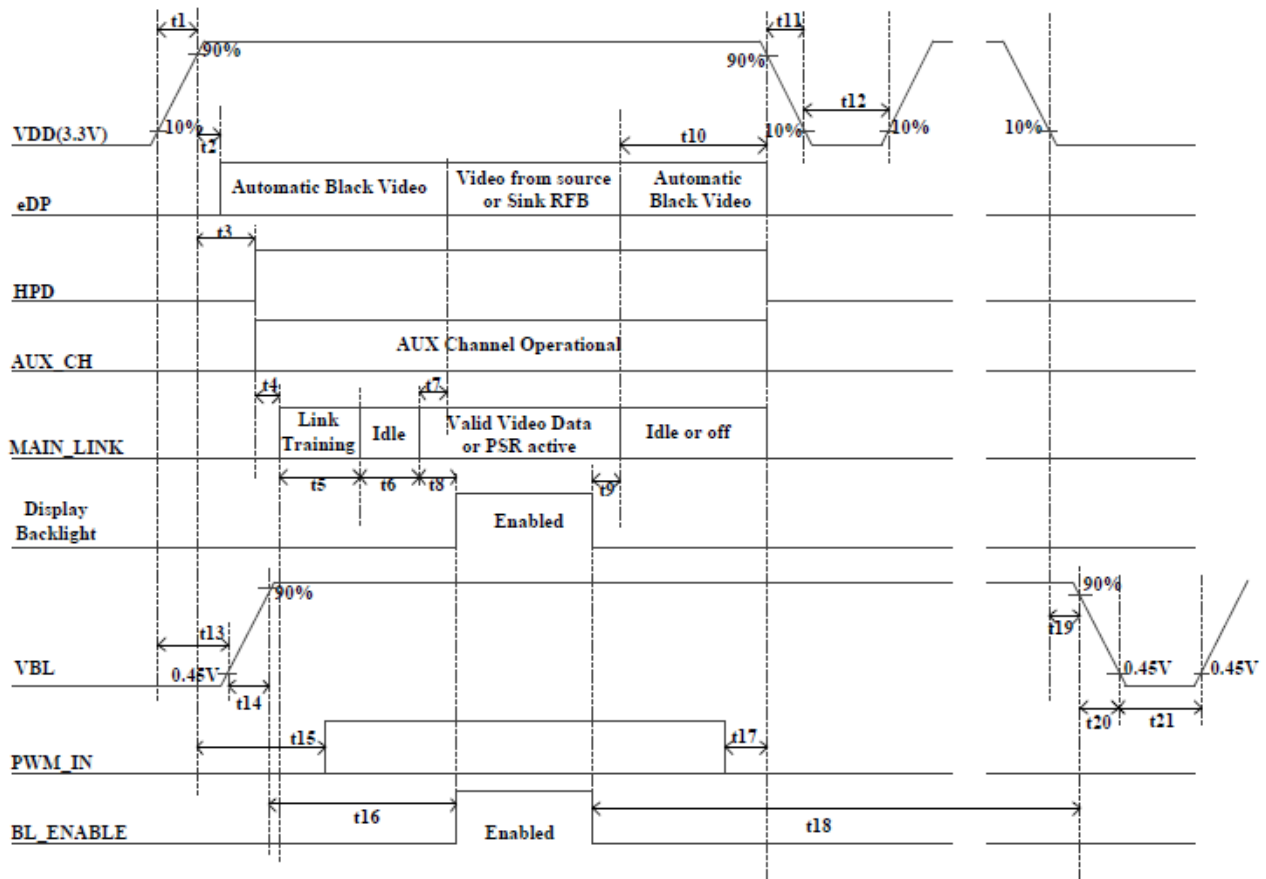 t1
t11
90%
90%
t12
10%
10%
10%
10%
VDD(3.3V)
t2
t10
Automatic Black Video
Video from source
or Sink RFB
Automatic
Black Video
eDP
t3
HPD
AUX Channel Operational
AUX_CH
t4
t7
Link
Training
Idle
Valid Video Data
or PSR active
Idle or off
MAIN_LINK
t5
t6
t8
t9
Display
Backlight
Enabled
90%
90%
t13
t19
VBL
0.45V
0.45V
0.45V
t14
t20
t21
t15
t17
PWM_IN
t16
t18
BL_ENABLE
Enabled